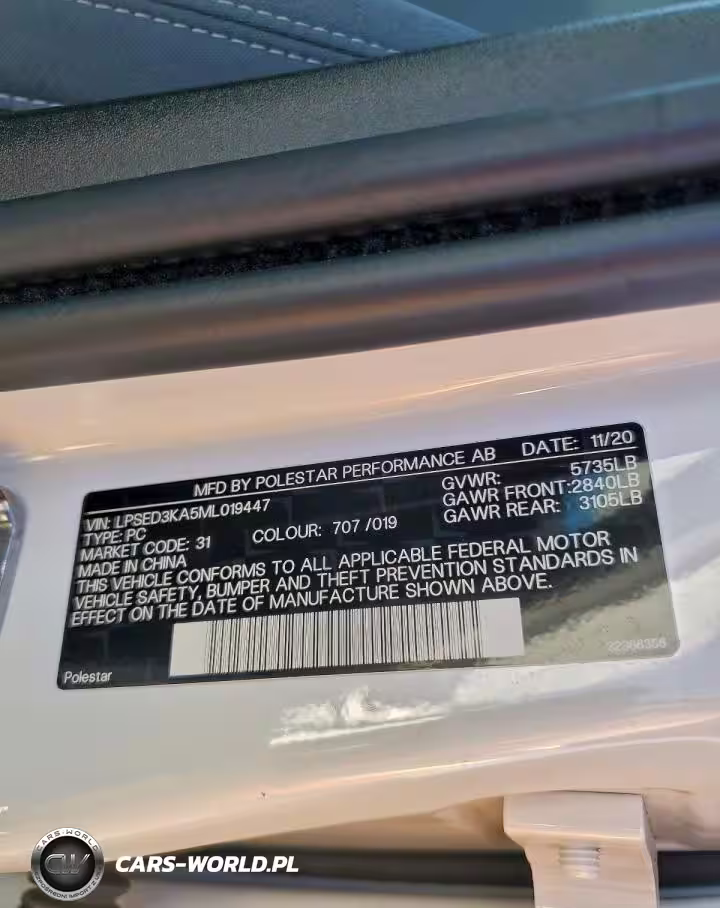 MFD BY POLESTAR PERFORMANCE AB DATE: 11/20
VIN: LPSED3KA5ML019447 GVWR: 5735LB
TYPE: PC GAWR FRONT:2840LB
MARKET CODE: 31 COLOUR: 707 /019 GAWR REAR: 3105LB
MADE IN CHINA
THIS VEHICLE CONFORMS TO ALL APPLICABLE FEDERAL MOTOR
VEHICLE SAFETY, BUMPER AND THEFT PREVENTION STANDARDS IN
EFFECT ON THE DATE OF MANUFACTURE SHOWN ABOVE.
Polestar
CARS-WORLD
CW
CARS-WORLD.PL